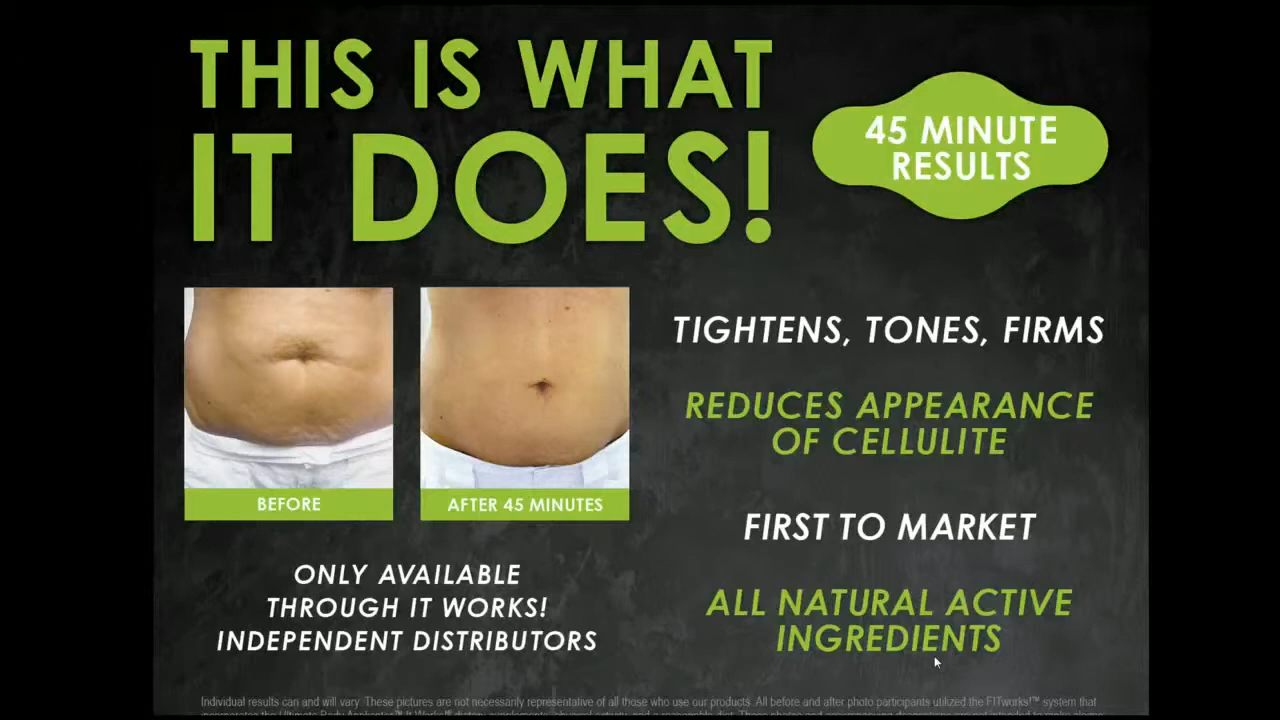 THIS IS WHAT
IT DOES!
45 MINUTE
RESULTS
BEFORE
AFTER 45 MINUTES
ONLY AVAILABLE
THROUGH IT WORKS!
INDEPENDENT DISTRIBUTORS
TIGHTENS, TONES, FIRMS
REDUCES APPEARANCE
OF CELLULITE
FIRST TO MARKET
ALL NATURAL ACTIVE
INGREDIENTS
Individual results can and will vary. These pictures are not necessarily representative of all those who use our products. All before and after photo participants utilized the FITworks!™ system that